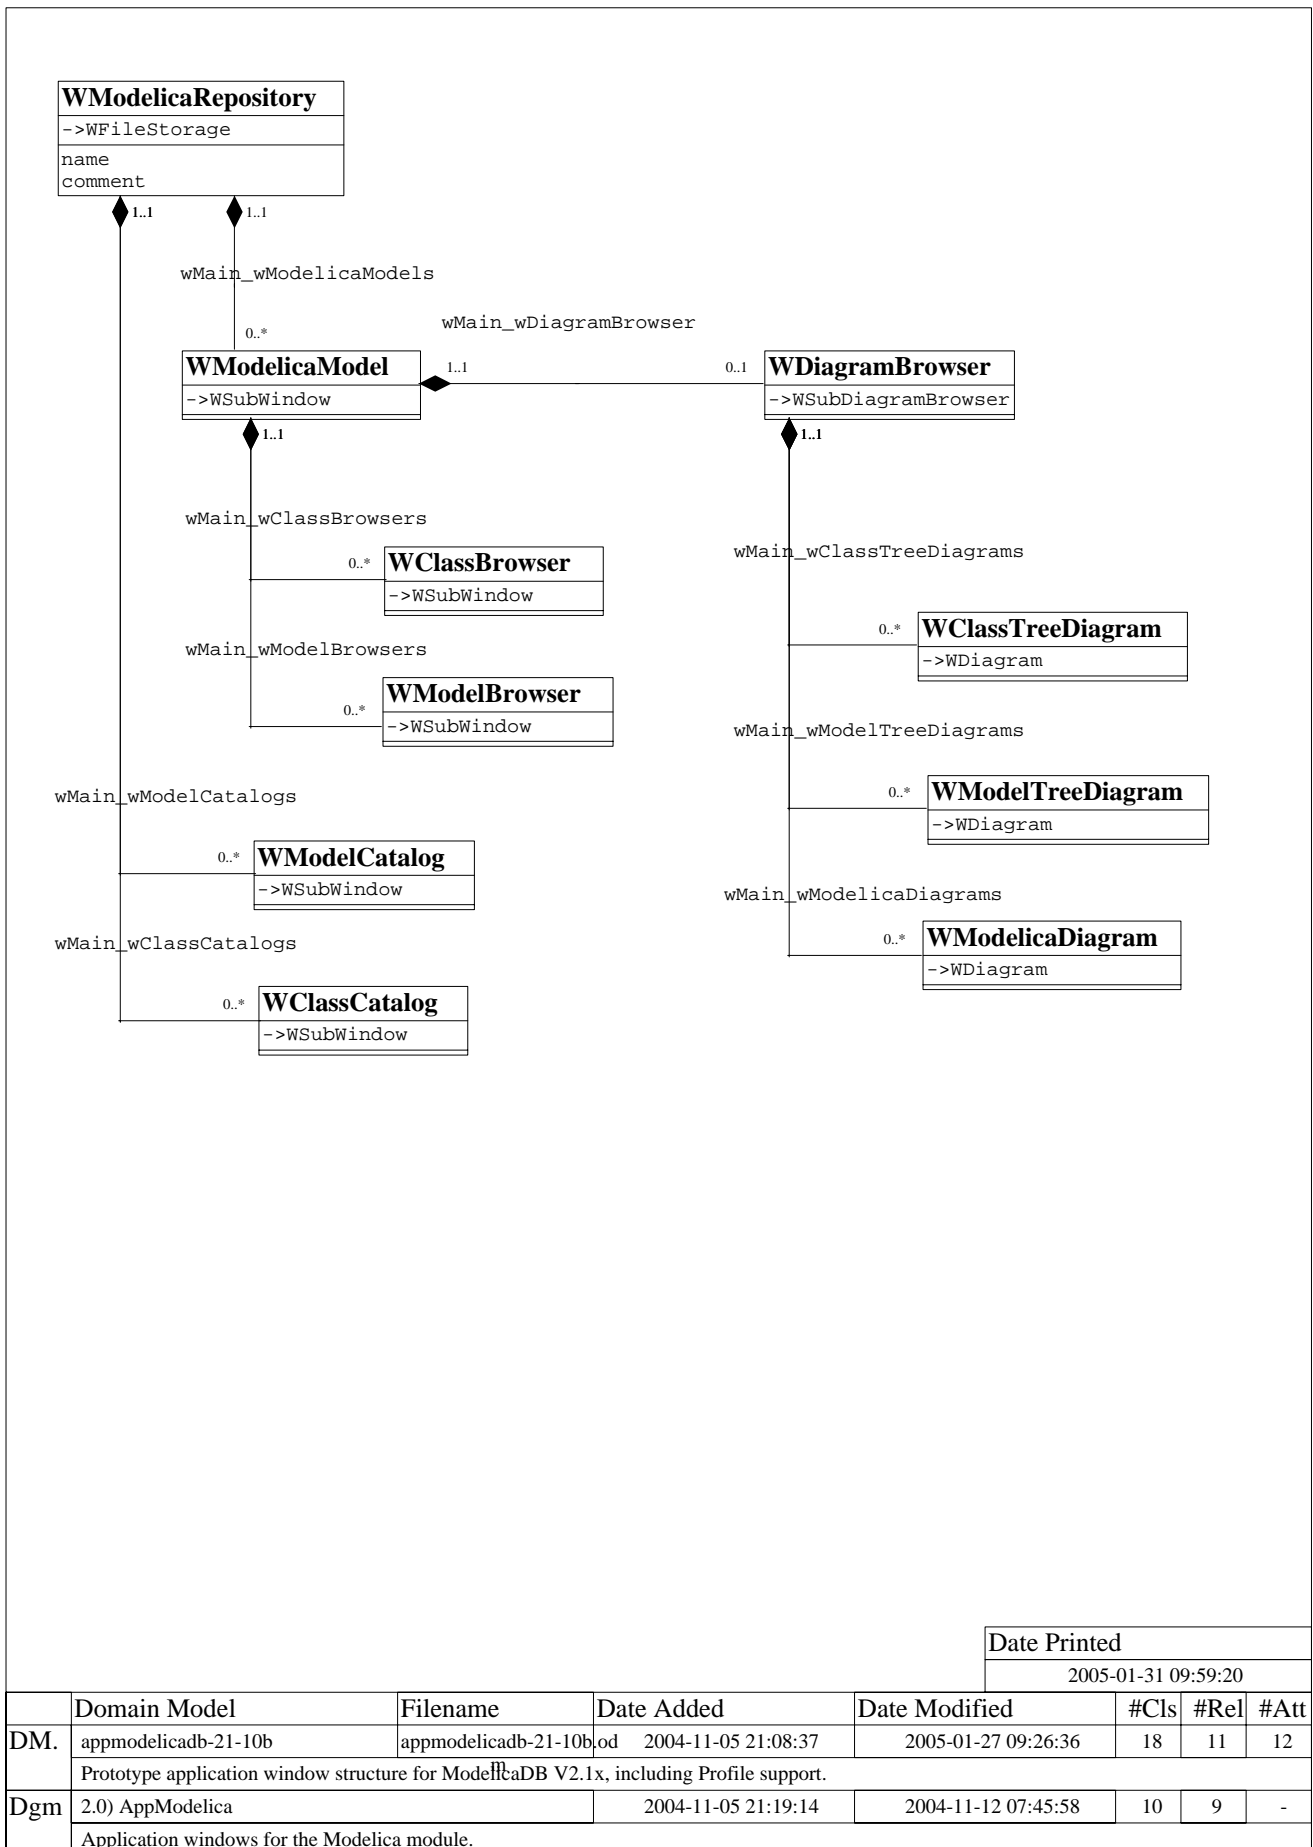 WModelicaRepository
->WFileStorage
name
comment
1..1
1..1
wMain_wModelicaModels
0..*
wMain_wDiagramBrowser
WModelicaModel
->WSubWindow
1..1
0..1
WDiagramBrowser
->WSubDiagramBrowser
1..1
1..1
wMain_wClassBrowsers
0..*
WClassBrowser
->WSubWindow
wMain_wClassTreeDiagrams
0..*
WClassTreeDiagram
->WDiagram
wMain_wModelBrowsers
0..*
WModelBrowser
->WSubWindow
wMain_wModelTreeDiagrams
0..*
WModelTreeDiagram
->WDiagram
wMain_wModelCatalogs
0..*
WModelCatalog
->WSubWindow
wMain_wModelicaDiagrams
0..*
WModelicaDiagram
->WDiagram
wMain_wClassCatalogs
0..*
WClassCatalog
->WSubWindow
Date Printed
2005-01-31 09:59:20
Domain Model Filename Date Added Date Modified #Cls #Rel #Att
DM. appmodelicadb-21-10b appmodelicadb-21-10b.od 2004-11-05 21:08:37 2005-01-27 09:26:36 18 11 12
m
Prototype application window structure for ModelicaDB V2.1x, including Profile support.
Dgm 2.0) AppModelica 2004-11-05 21:19:14 2004-11-12 07:45:58 10 9 -
Application windows for the Modelica module.